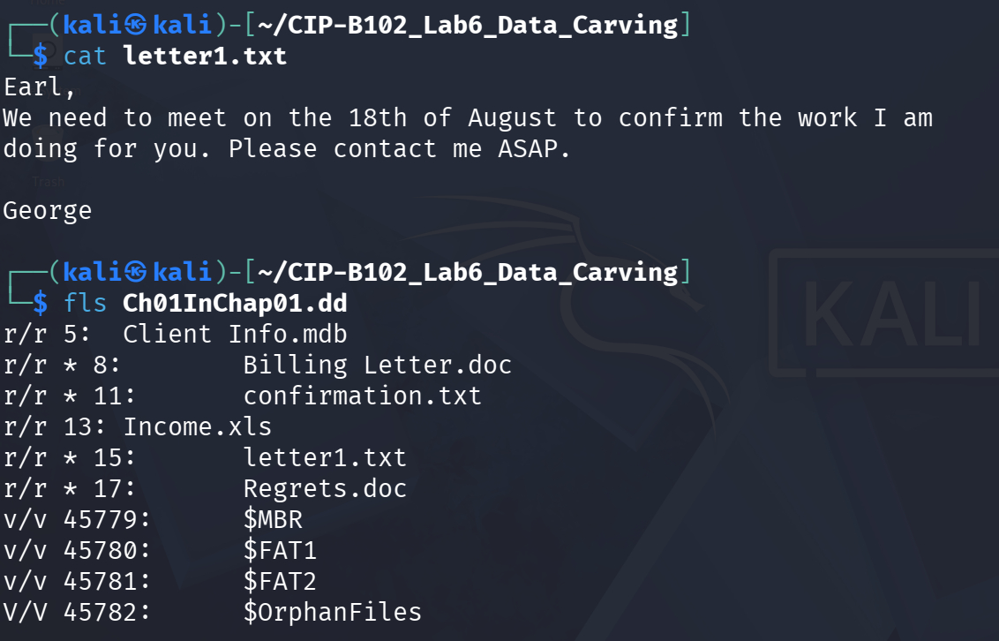 ┌──(kali㉿kali)-[~/CIP-B102_Lab6_Data_Carving]
└─$ cat letter1.txt
Earl,
We need to meet on the 18th of August to confirm the work I am
doing for you. Please contact me ASAP.
Trash
George
┌──(kali㉿kali)-[~/CIP-B102_Lab6_Data_Carving]
└─$ fls Ch01InChap01.dd
r/r 5:  Client Info.mdb
r/r * 8:        Billing Letter.doc
r/r * 11:       confirmation.txt
r/r 13: Income.xls
r/r * 15:       letter1.txt
r/r * 17:       Regrets.doc
v/v 45779:      $MBR
v/v 45780:      $FAT1
v/v 45781:      $FAT2
V/V 45782:      $OrphanFiles
KALI